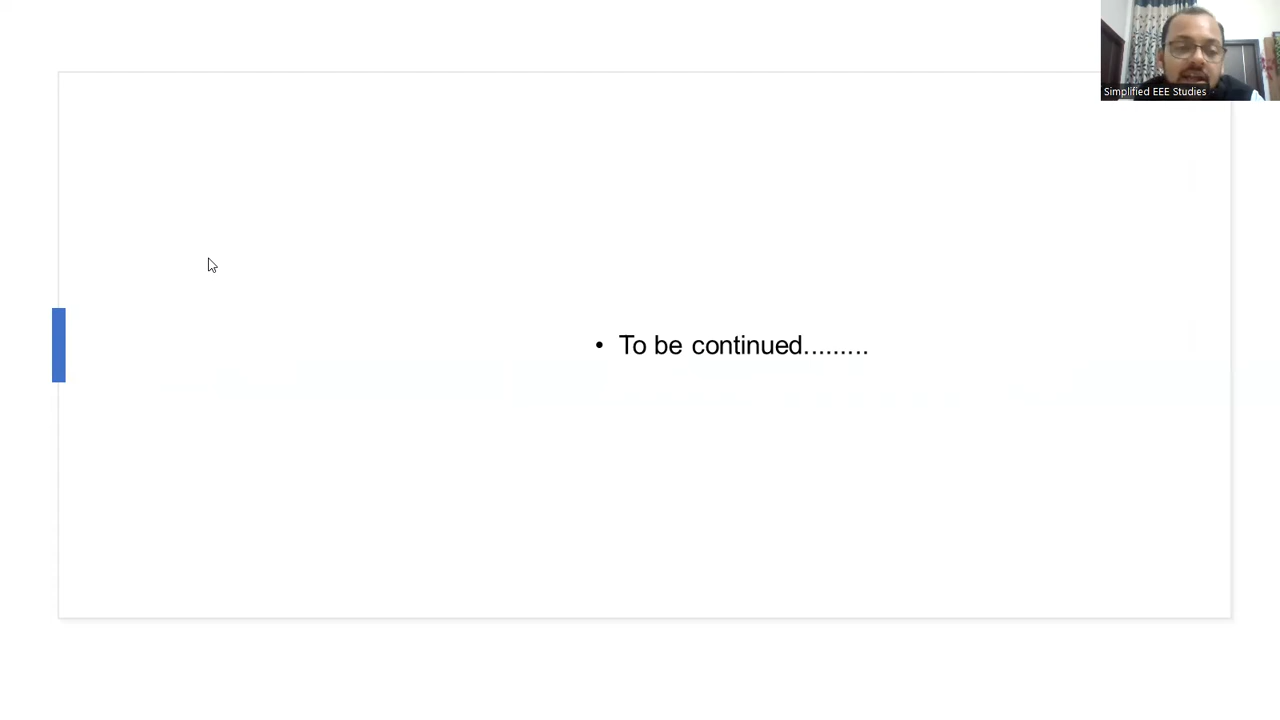 Simplified EEE Studies
• To be continued.........